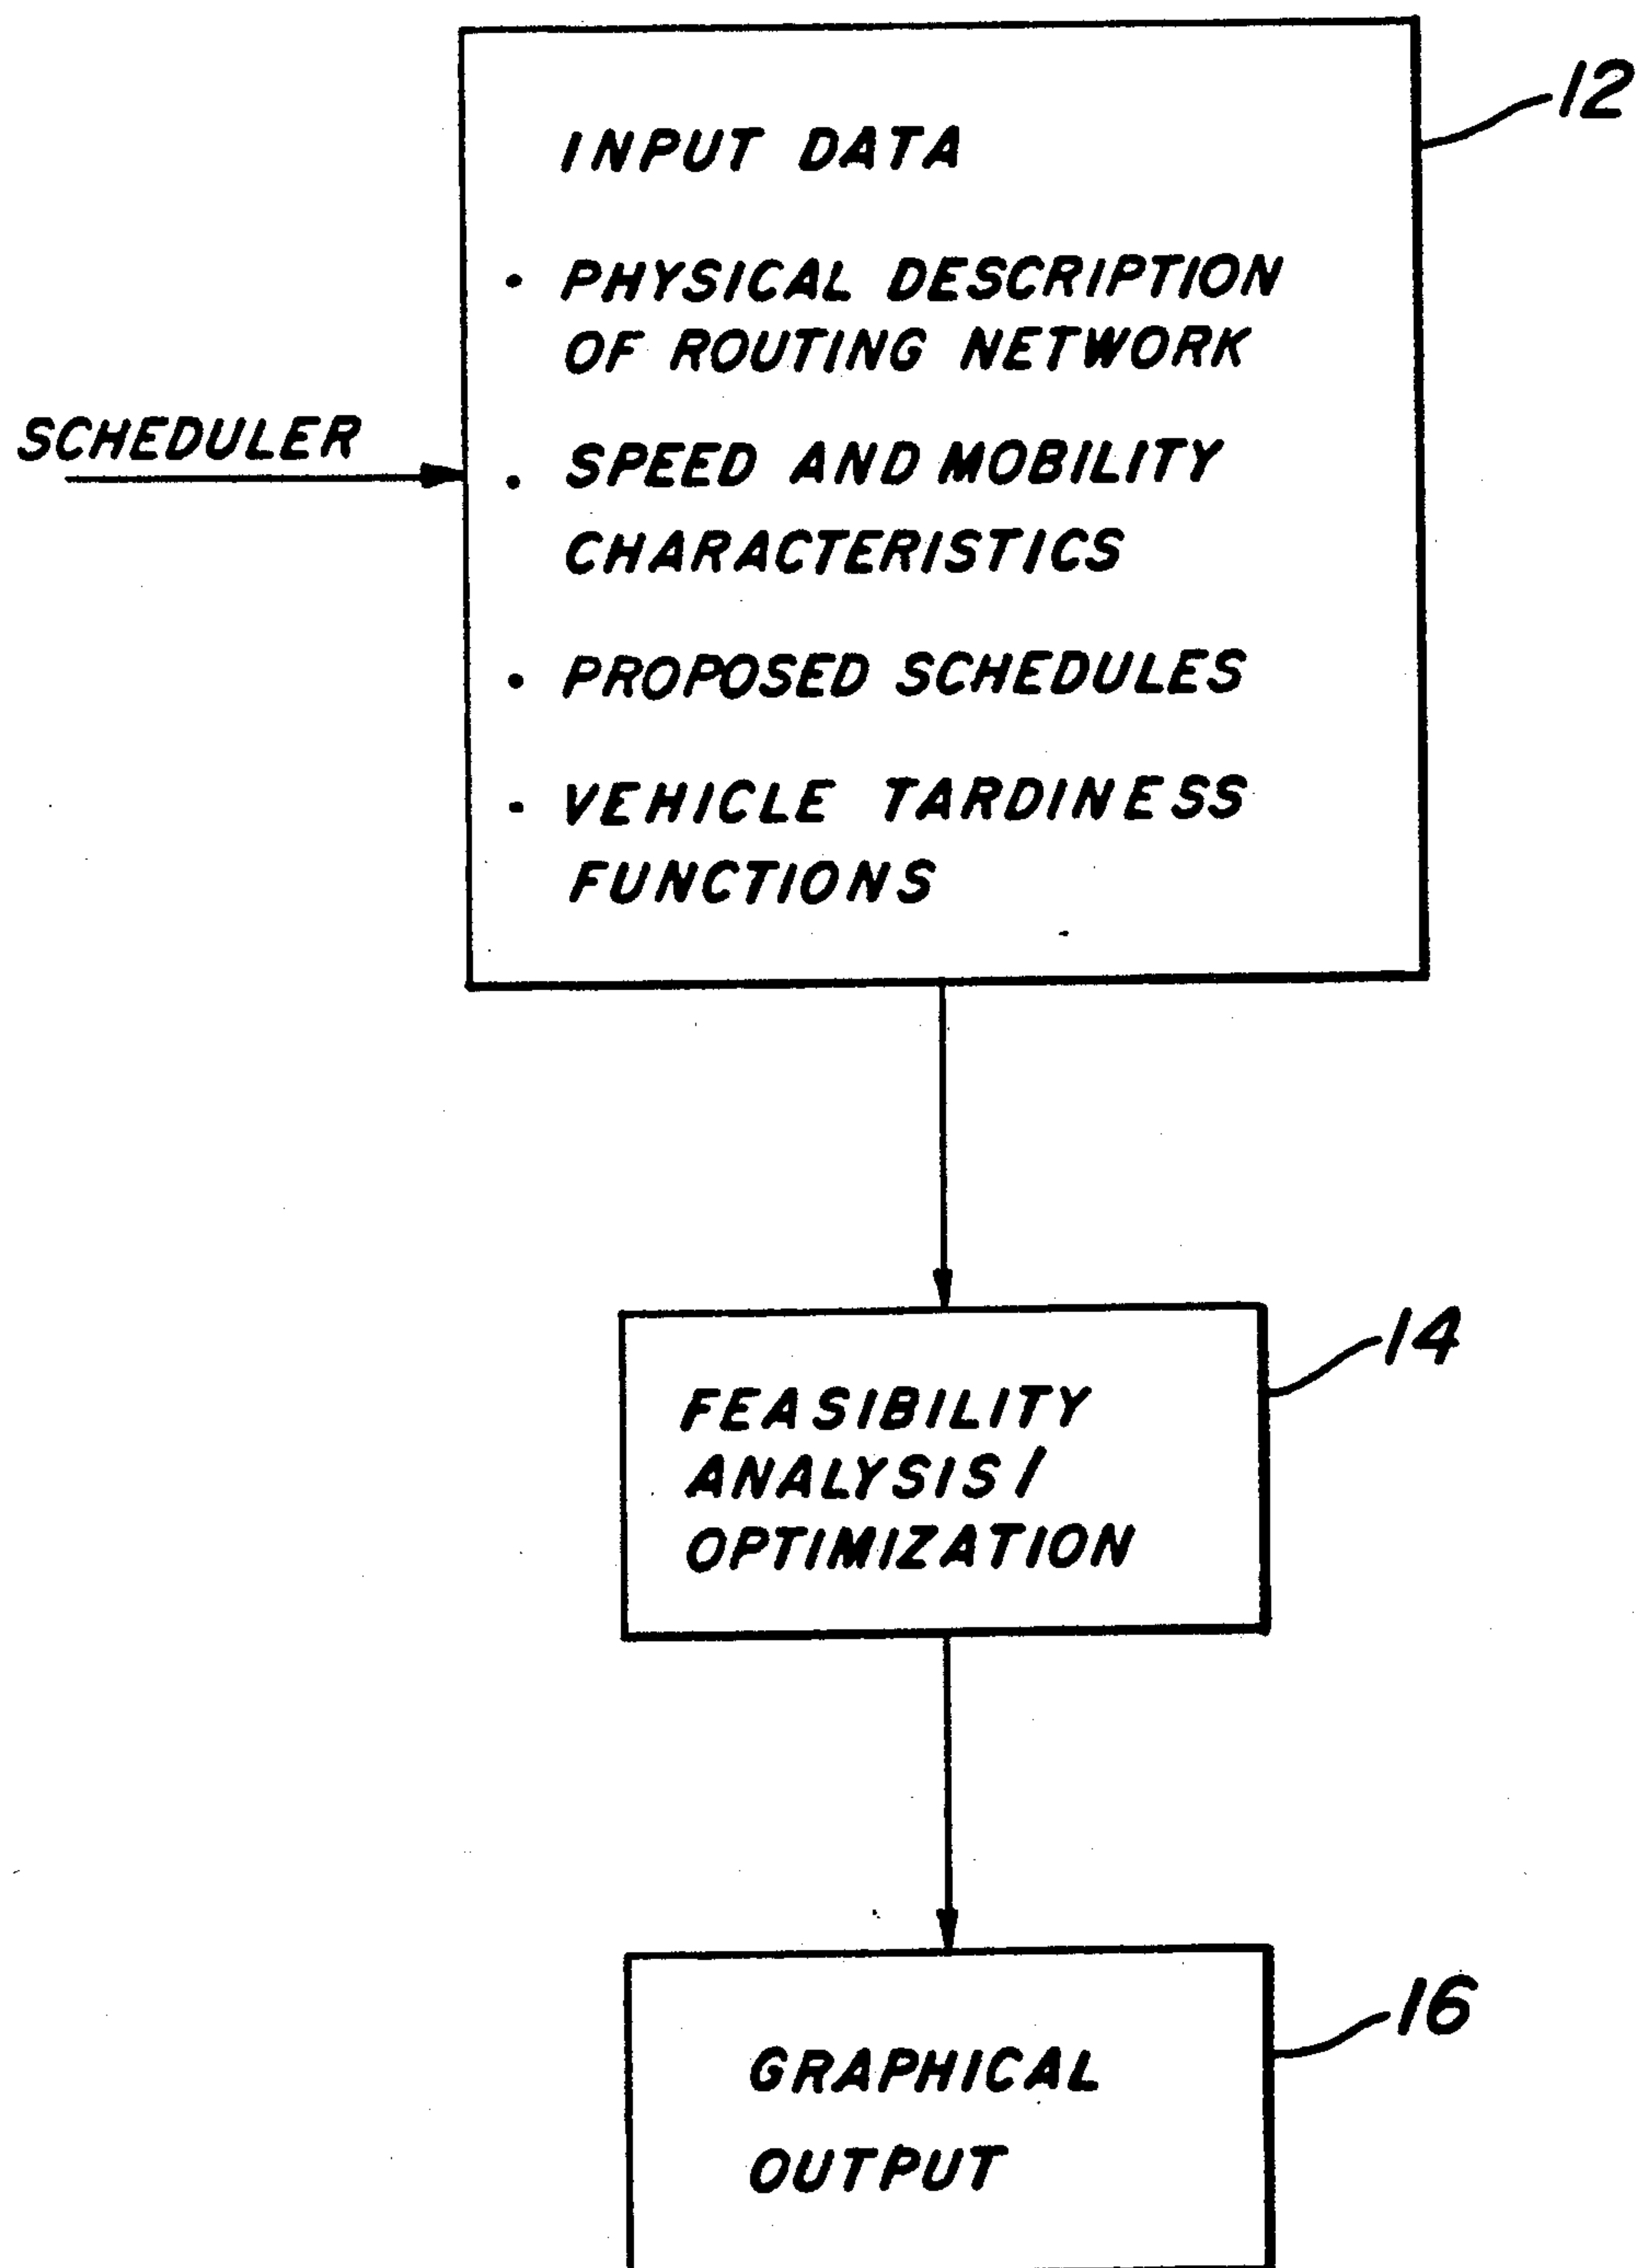 12
INPUT DATA
• PHYSICAL DESCRIPTION
OF ROUTING NETWORK
SCHEDULER
• SPEED AND MOBILITY
CHARACTERISTICS
• PROPOSED SCHEDULES
• VEHICLE TARDINESS
FUNCTIONS
14
FEASIBILITY
ANALYSIS/
OPTIMIZATION
16
GRAPHICAL
OUTPUT